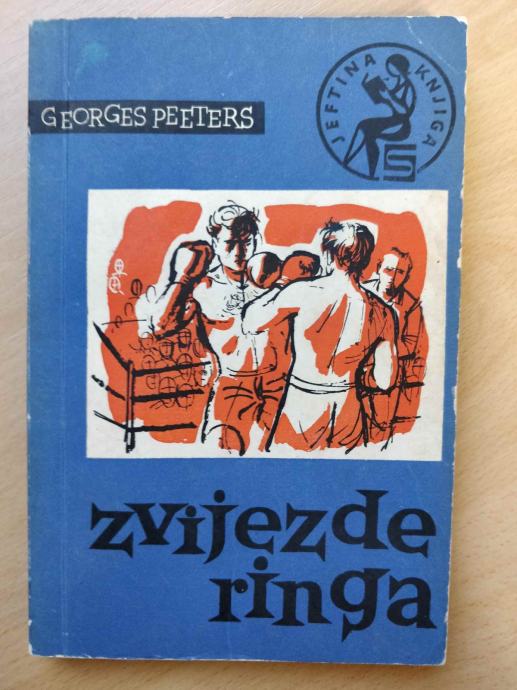 GEORGES PEETERS
JEFTINA KNJIGA
S
zvijezde
ringa